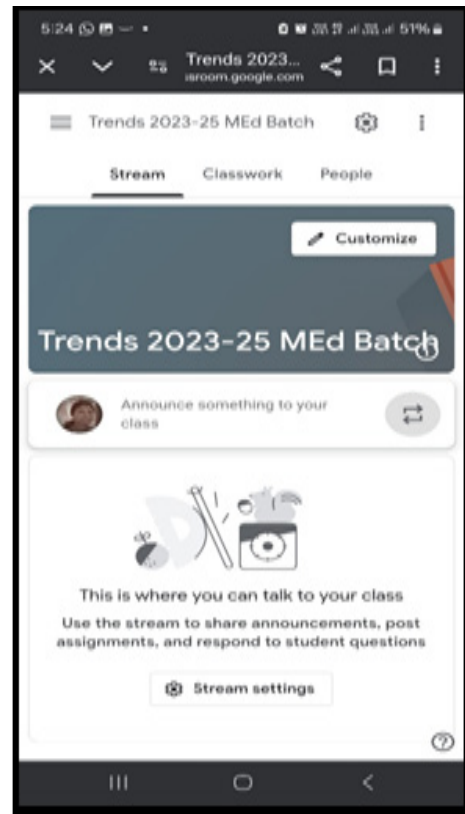 5:24
51%
Trends 2023...
isroom.google.com
Trends 2023-25 MEd Batch
Stream Classwork People
Customize
Trends 2023-25 MEd Batch
Announce something to your
class
This is where you can talk to your class
Use the stream to share announcements, post
assignments, and respond to student questions
Stream settings